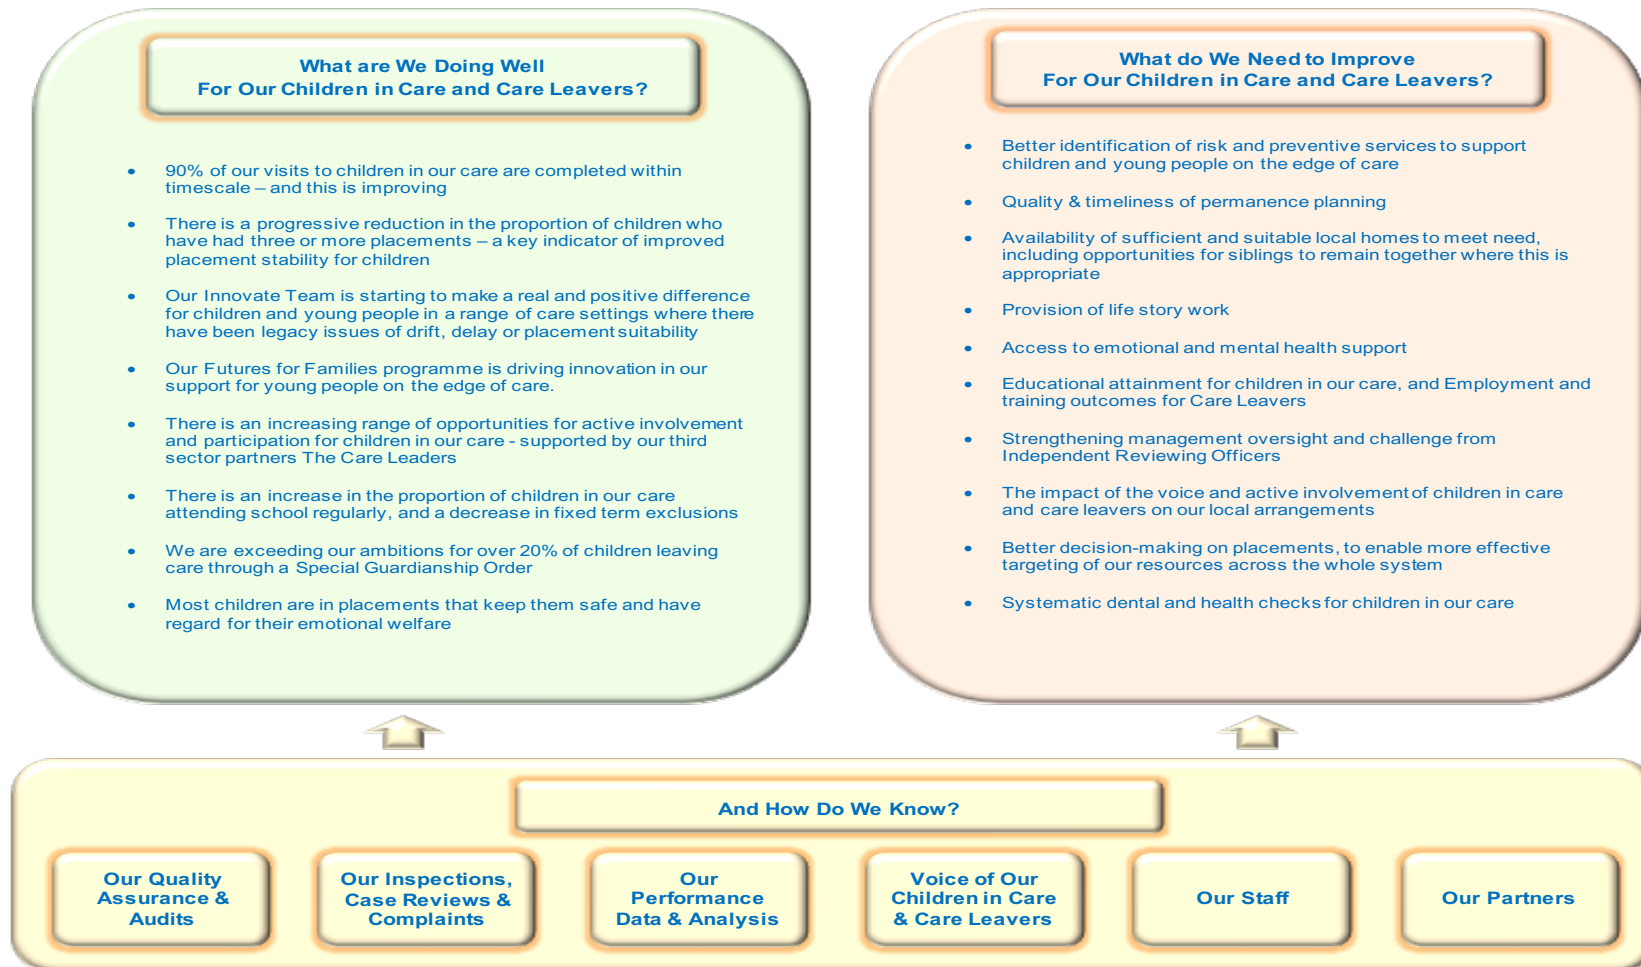 What are We Doing Well
For Our Children in Care and Care Leavers?
• 90% of our visits to children in our care are completed within
timescale – and this is improving
• There is a progressive reduction in the proportion of children who
have had three or more placements – a key indicator of improved
placement stability for children
• Our Innovate Team is starting to make a real and positive difference
for children and young people in a range of care settings where there
have been legacy issues of drift, delay or placement suitability
• Our Futures for Families programme is driving innovation in our
support for young people on the edge of care.
• There is an increasing range of opportunities for active involvement
and participation for children in our care - supported by our third
sector partners The Care Leaders
• There is an increase in the proportion of children in our care
attending school regularly, and a decrease in fixed term exclusions
• We are exceeding our ambitions for over 20% of children leaving
care through a Special Guardianship Order
• Most children are in placements that keep them safe and have
regard for their emotional welfare
What do We Need to Improve
For Our Children in Care and Care Leavers?
• Better identification of risk and preventive services to support
children and young people on the edge of care
• Quality & timeliness of permanence planning
• Availability of sufficient and suitable local homes to meet need,
including opportunities for siblings to remain together where this is
appropriate
• Provision of life story work
• Access to emotional and mental health support
• Educational attainment for children in our care, and Employment and
training outcomes for Care Leavers
• Strengthening management oversight and challenge from
Independent Reviewing Officers
• The impact of the voice and active involvement of children in care
and care leavers on our local arrangements
• Better decision-making on placements, to enable more effective
targeting of our resources across the whole system
• Systematic dental and health checks for children in our care
And How Do We Know?
Our Quality
Assurance &
Audits
Our Inspections,
Case Reviews &
Complaints
Our
Performance
Data & Analysis
Voice of Our
Children in Care
& Care Leavers
Our Staff
Our Partners